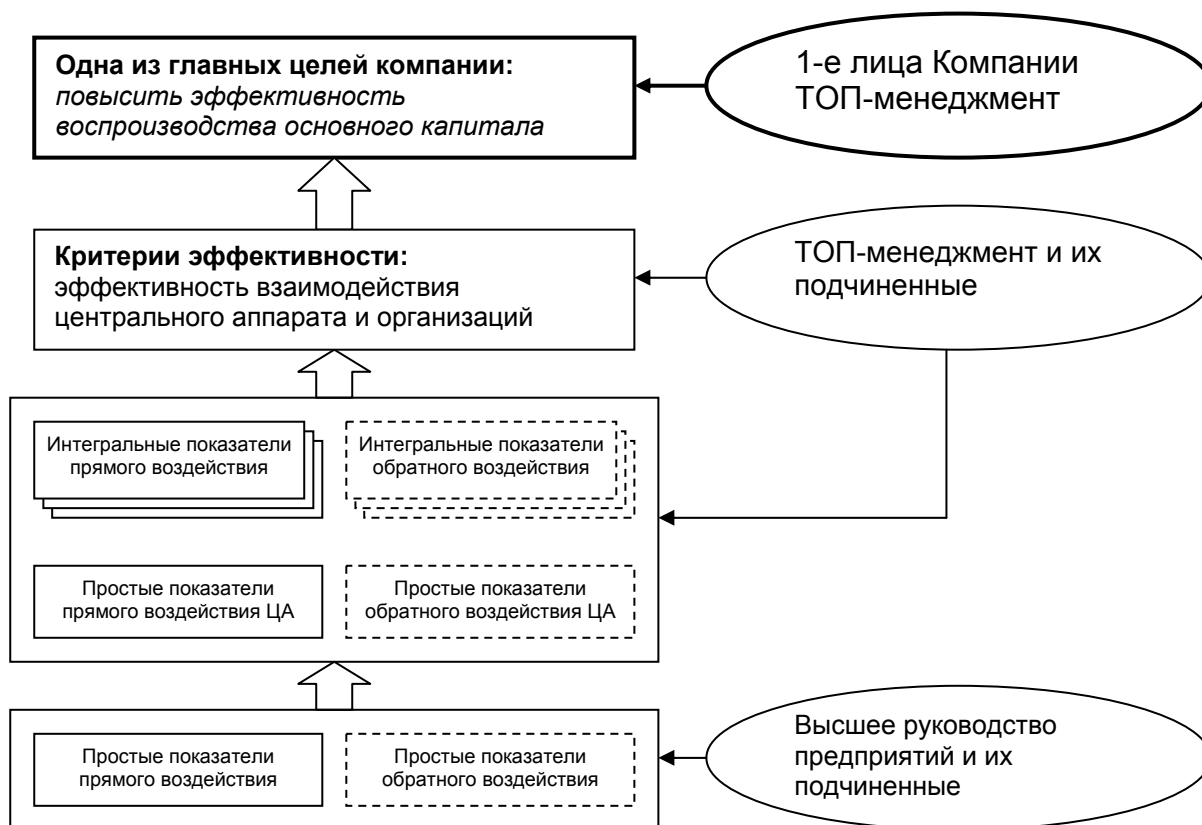 Одна из главных целей компании:
повысить эффективность
воспроизводства основного капитала
1-е лица Компании
ТОП-менеджмент
Критерии эффективности:
эффективность взаимодействия
центрального аппарата и организаций
ТОП-менеджмент и их
подчиненные
Интегральные показатели
прямого воздействия
Интегральные показатели
обратного воздействия
Простые показатели
прямого воздействия ЦА
Простые показатели
обратного воздействия ЦА
Простые показатели
прямого воздействия
Простые показатели
обратного воздействия
Высшее руководство
предприятий и их
подчиненные